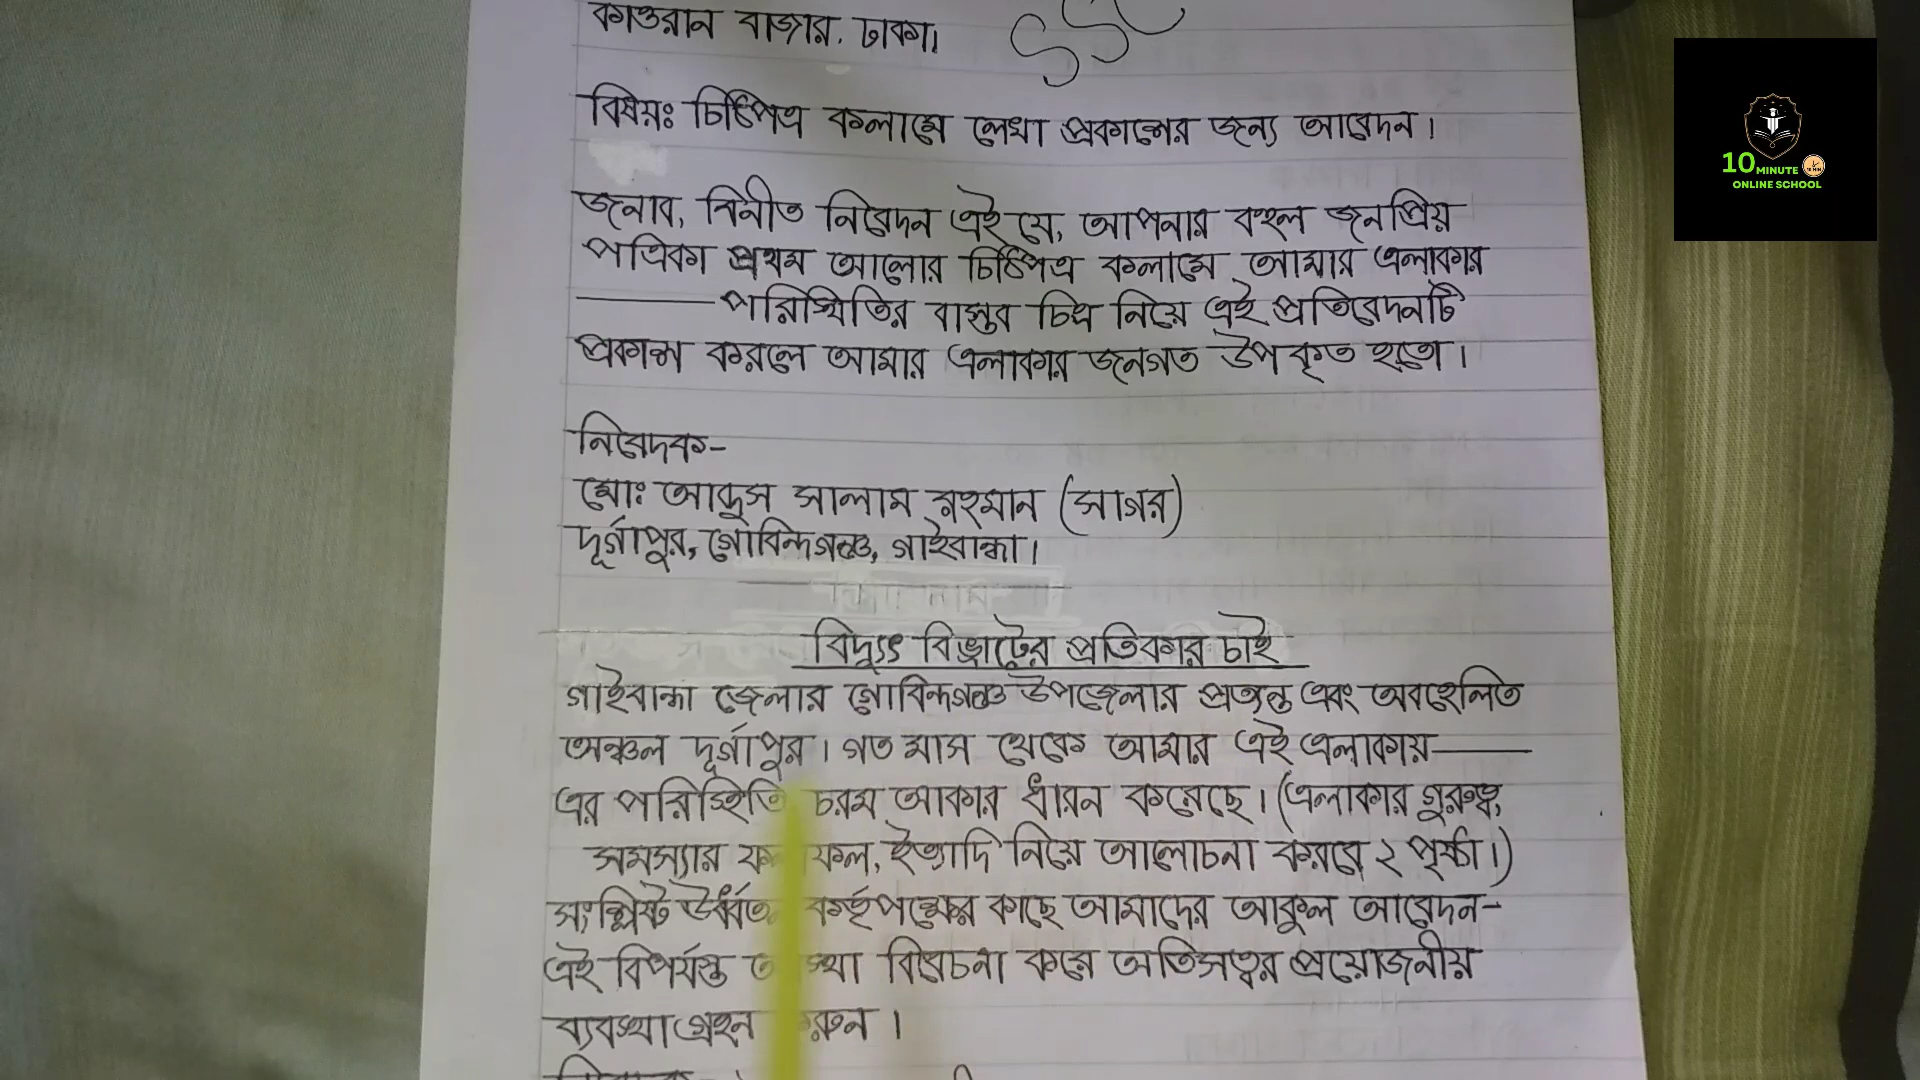 কাওরান বাজার, ঢাকা।
SSC
বিষয়ঃ চিঠিপত্র কলামে লেখা প্রকাশের জন্য আবেদন।
জনাব, বিনীত নিবেদন এই যে, আপনার বহুল জনপ্রিয়
পত্রিকা প্রথম আলোর চিঠিপত্র কলামে আমার এলাকার
———পরিস্থিতির বাস্তব চিত্র নিয়ে এই প্রতিবেদনটি
প্রকাশ করলে আমার এলাকার জনগত উপকৃত হতো।
নিবেদক-
মোঃ আব্দুস সালাম রহমান (সাগর)
দূর্গাপুর, গোবিন্দগঞ্জ, গাইবান্ধা।
বিদ্যুৎ বিভ্রাটের প্রতিকার চাই
গাইবান্ধা জেলার গোবিন্দগঞ্জ উপজেলার প্রত্যন্ত এবং অবহেলিত
অঞ্চল দূর্গাপুর। গত মাস থেকে আমার এই এলাকায়———
এর পরিস্থিতি চরম আকার ধারন করেছে। (এলাকার গুরুত্ব,
সমস্যার ফলাফল, ইত্যাদি নিয়ে আলোচনা করবে ২ পৃষ্ঠা।)
সংশ্লিষ্ট ঊর্ধ্বতন কর্তৃপক্ষের কাছে আমাদের আকুল আবেদন-
এই বিপর্যস্ত অবস্থা বিবেচনা করে অতিসত্বর প্রয়োজনীয়
ব্যবস্থা গ্রহন করুন।
10 MINUTE
ONLINE SCHOOL